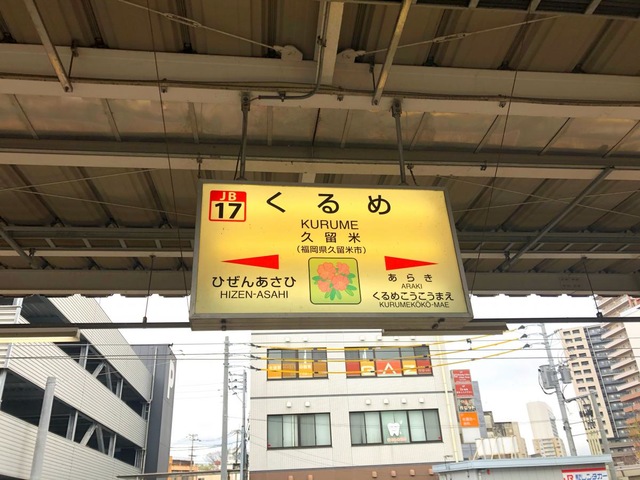 JB
17
くるめ
KURUME
久留米
(福岡県久留米市)
ひぜんあさひ
HIZEN-ASAHI
あらき
ARAKI
くるめこうこうまえ
KURUMEKŌKŌ-MAE
P